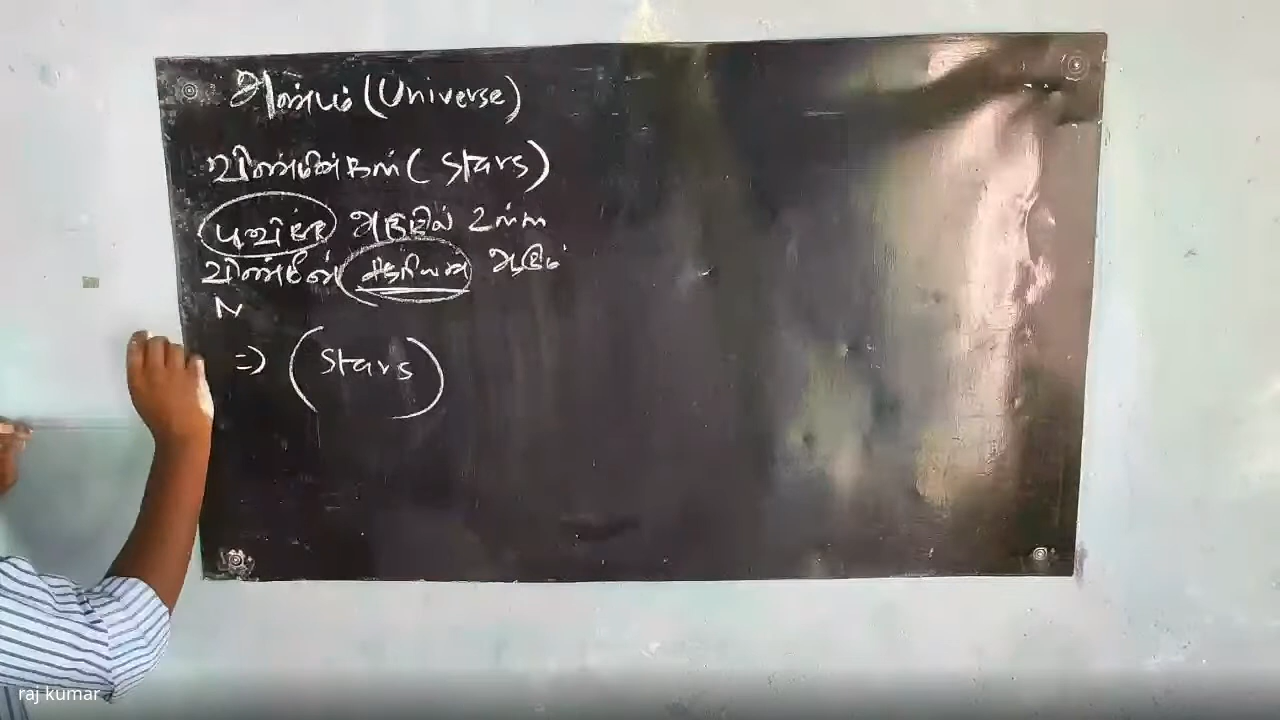 அண்டம் (Universe)
விண்மீன்கள் (Stars)
புவிக்கு அருகில் உள்ள
விண்மீன் சூரியன் ஆகும்
N
=> (Stars)
raj kumar